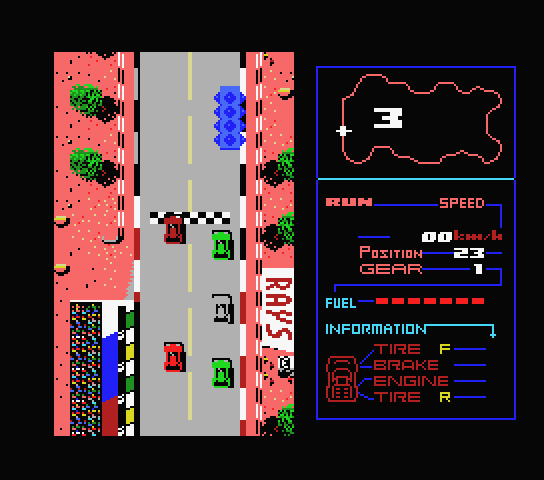 3
RUN SPEED
00km/h
POSITION 23
GEAR 1
FUEL
INFORMATION
TIRE F
BRAKE
ENGINE
TIRE R
RAYS